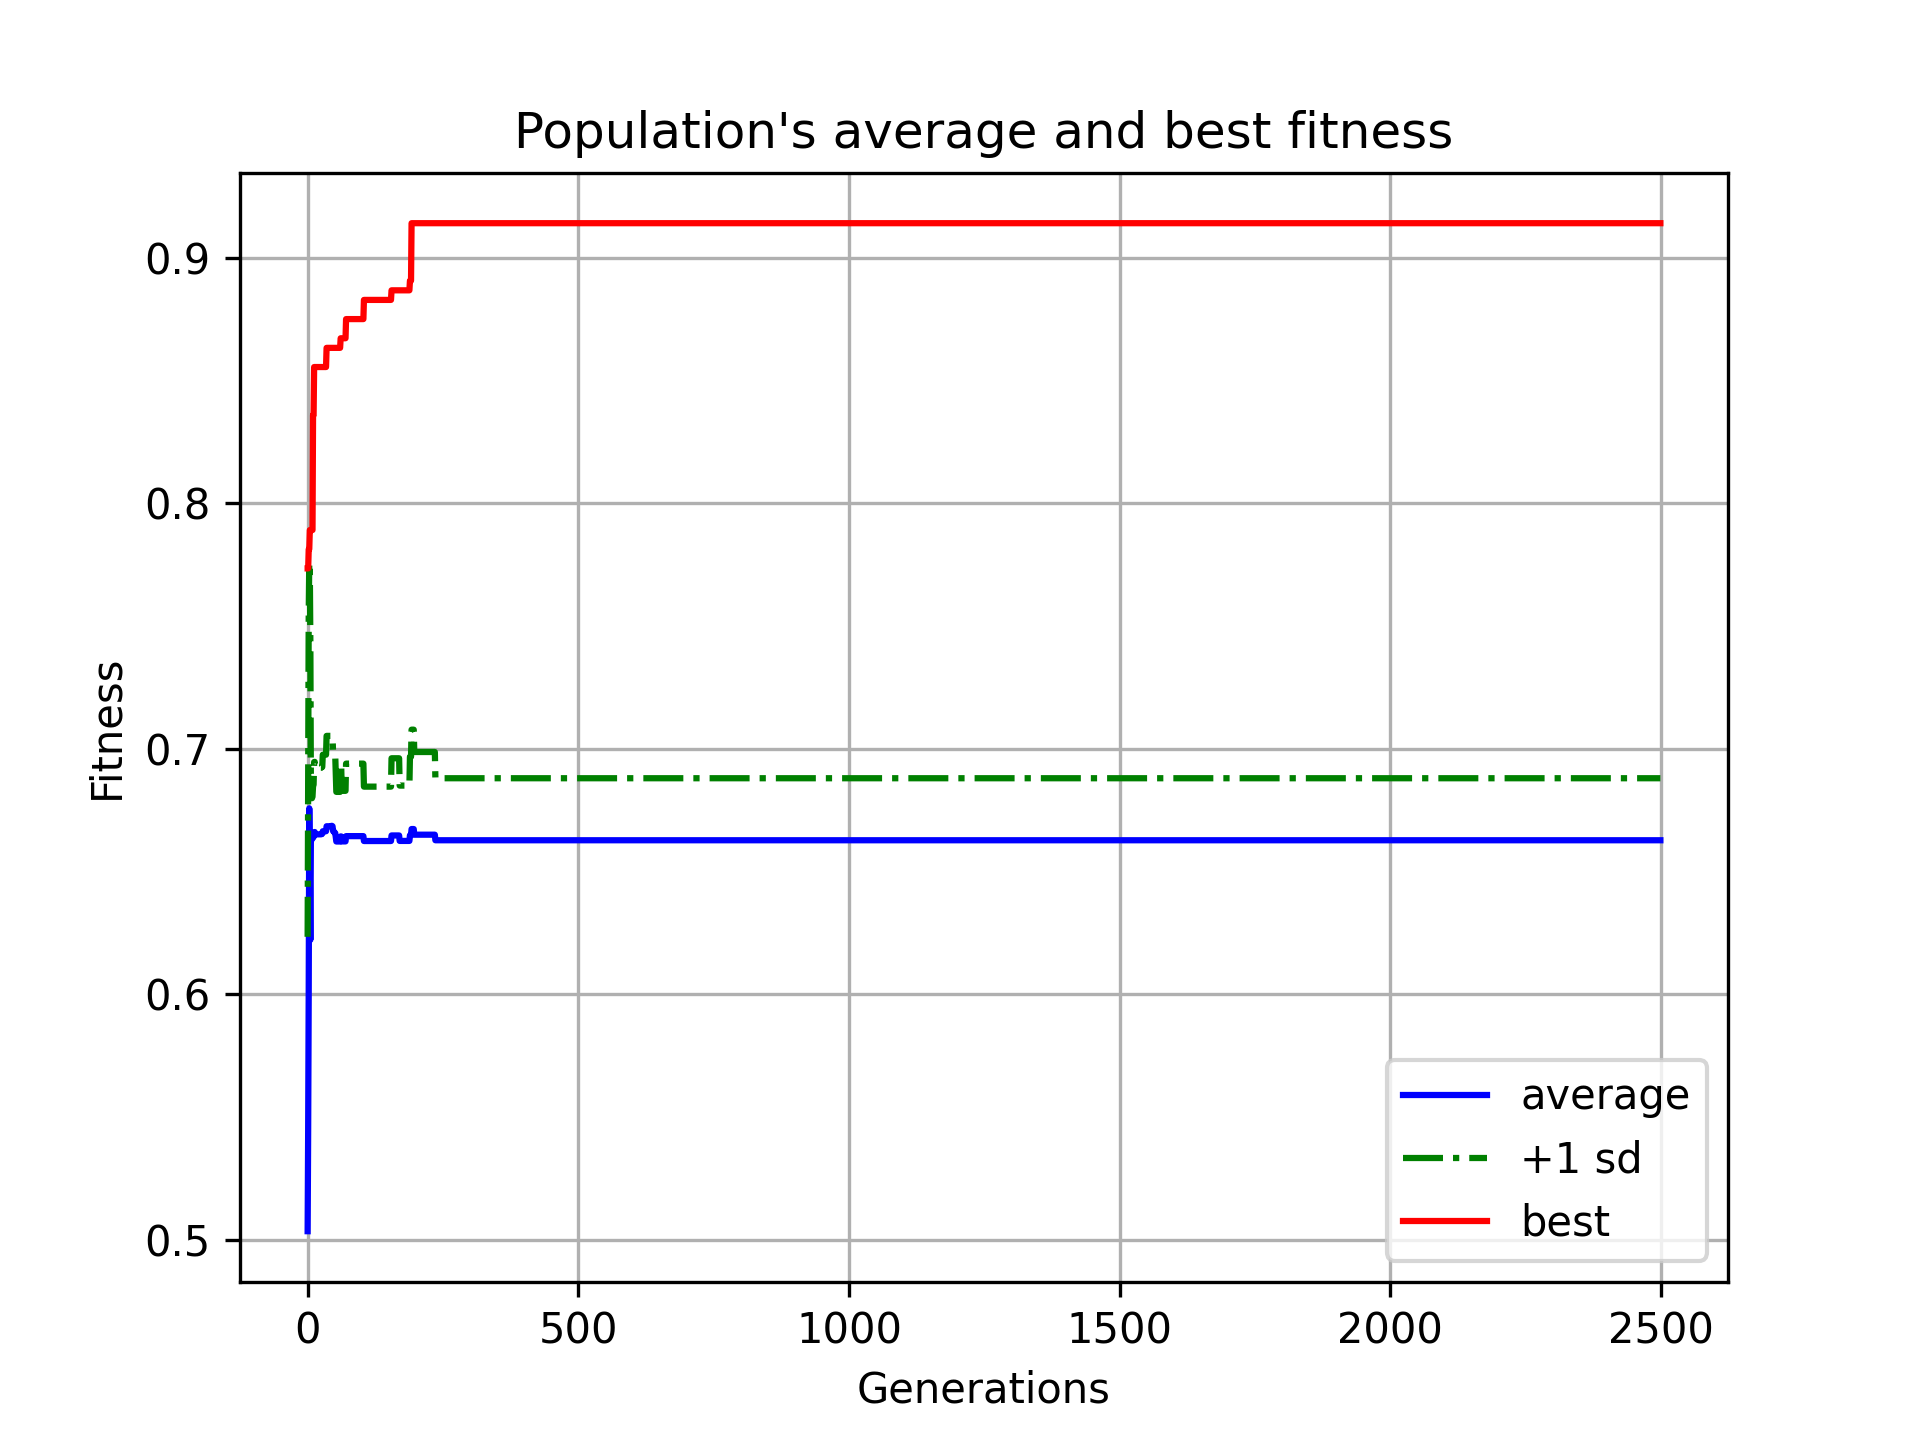 Population's average and best fitness
0.9
0.8
0.7
0.6
0.5
Fitness
average
+1 sd
best
0 500 1000 1500 2000 2500
Generations